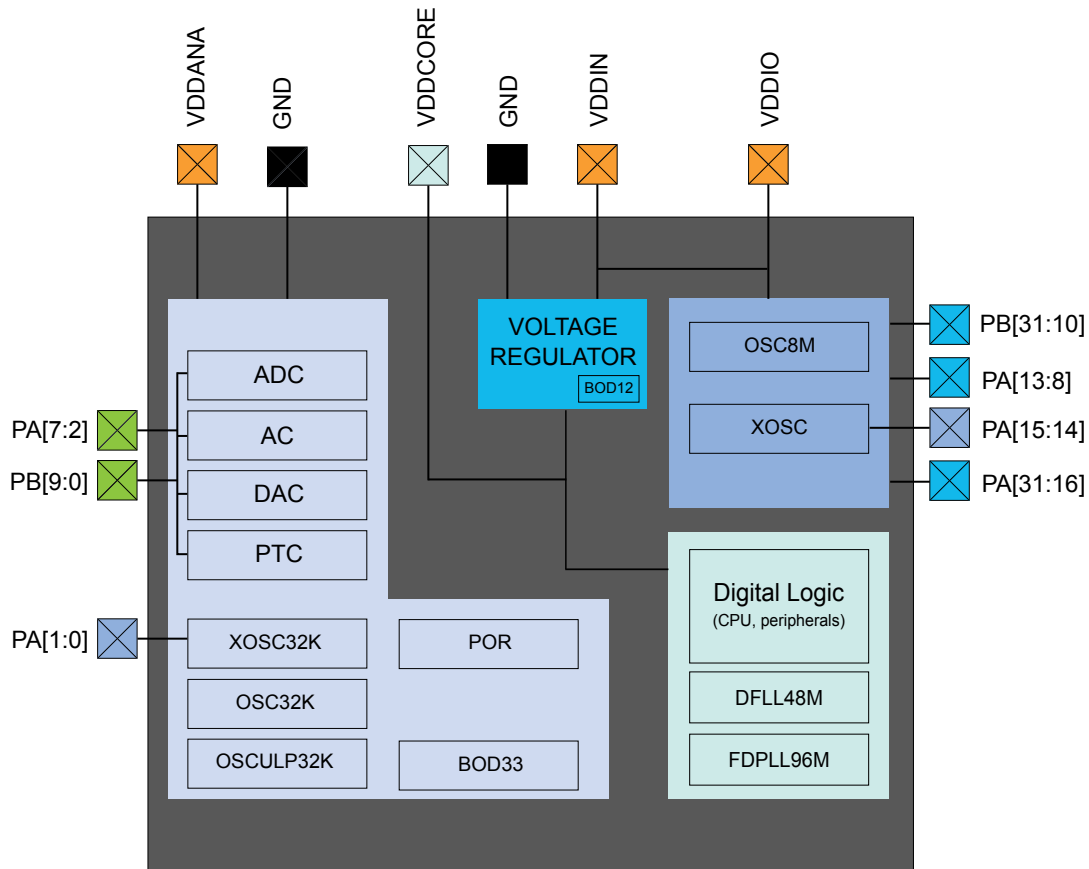 VDDANA
GND
VDDCORE
GND
VDDIN
VDDIO
VOLTAGE
REGULATOR
BOD12
OSC8M
XOSC
PB[31:10]
PA[13:8]
PA[15:14]
PA[31:16]
ADC
AC
DAC
PTC
PA[7:2]
PB[9:0]
PA[1:0]
XOSC32K
OSC32K
OSCULP32K
POR
BOD33
Digital Logic
(CPU, peripherals)
DFLL48M
FDPLL96M